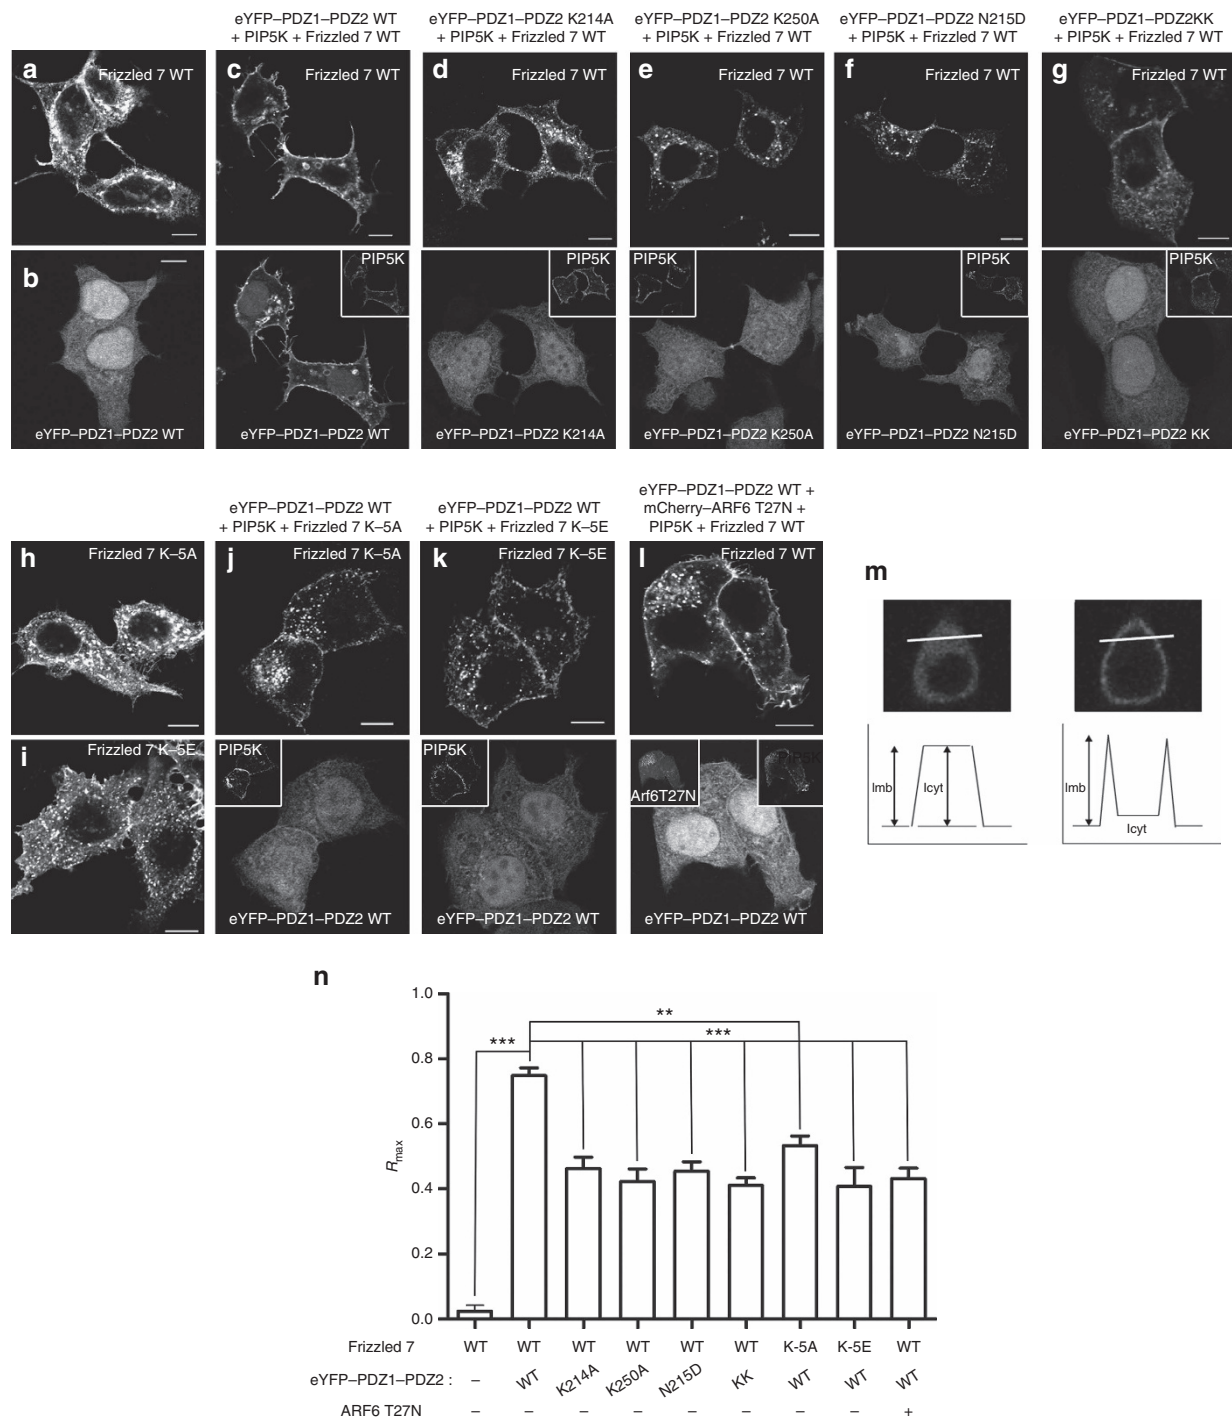 eYFP–PDZ1–PDZ2 WT
+ PIP5K + Frizzled 7 WT
eYFP–PDZ1–PDZ2 K214A
+ PIP5K + Frizzled 7 WT
eYFP–PDZ1–PDZ2 K250A
+ PIP5K + Frizzled 7 WT
eYFP–PDZ1–PDZ2 N215D
+ PIP5K + Frizzled 7 WT
eYFP–PDZ1–PDZ2KK
+ PIP5K + Frizzled 7 WT
a
Frizzled 7 WT
c
Frizzled 7 WT
d
Frizzled 7 WT
e
Frizzled 7 WT
f
Frizzled 7 WT
g
Frizzled 7 WT
b
eYFP–PDZ1–PDZ2 WT
PIP5K
eYFP–PDZ1–PDZ2 WT
PIP5K
eYFP–PDZ1–PDZ2 K214A
PIP5K
eYFP–PDZ1–PDZ2 K250A
PIP5K
eYFP–PDZ1–PDZ2 N215D
PIP5K
eYFP–PDZ1–PDZ2 KK
eYFP–PDZ1–PDZ2 WT
+ PIP5K + Frizzled 7 K–5A
eYFP–PDZ1–PDZ2 WT
+ PIP5K + Frizzled 7 K–5E
eYFP–PDZ1–PDZ2 WT +
mCherry–ARF6 T27N +
PIP5K + Frizzled 7 WT
h
Frizzled 7 K–5A
j
Frizzled 7 K–5A
k
Frizzled 7 K–5E
l
Frizzled 7 WT
i
Frizzled 7 K–5E
PIP5K
eYFP–PDZ1–PDZ2 WT
PIP5K
eYFP–PDZ1–PDZ2 WT
Arf6T27N
PIP5K
eYFP–PDZ1–PDZ2 WT
m
Imb
Icyt
Imb
Icyt
n
1.0
0.8
0.6
0.4
0.2
0.0
Rmax
***
**
***
Frizzled 7 WT WT WT WT WT WT K-5A K-5E WT
eYFP–PDZ1–PDZ2 : – WT K214A K250A N215D KK WT WT WT
ARF6 T27N – – – – – – – – +